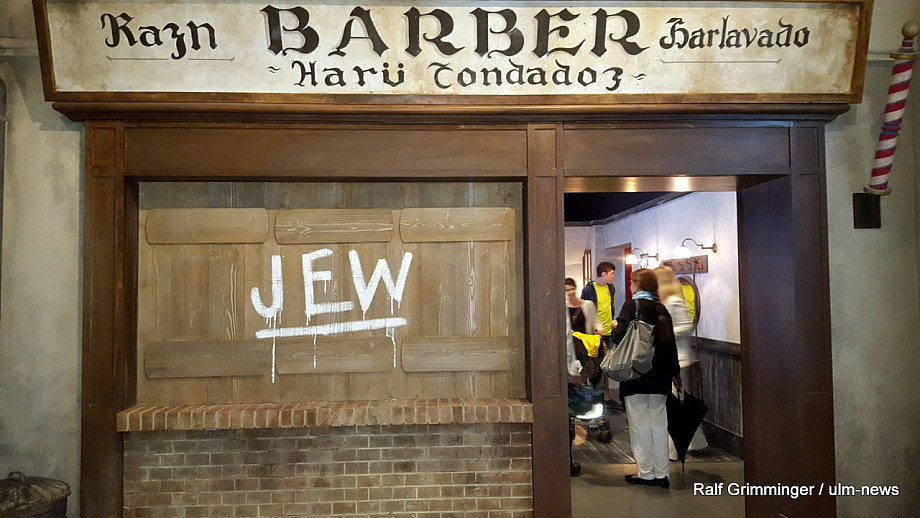 Razn BARBER Harlavado
~ Harü Tondadoz ~
JEW
Ralf Grimminger / ulm-news